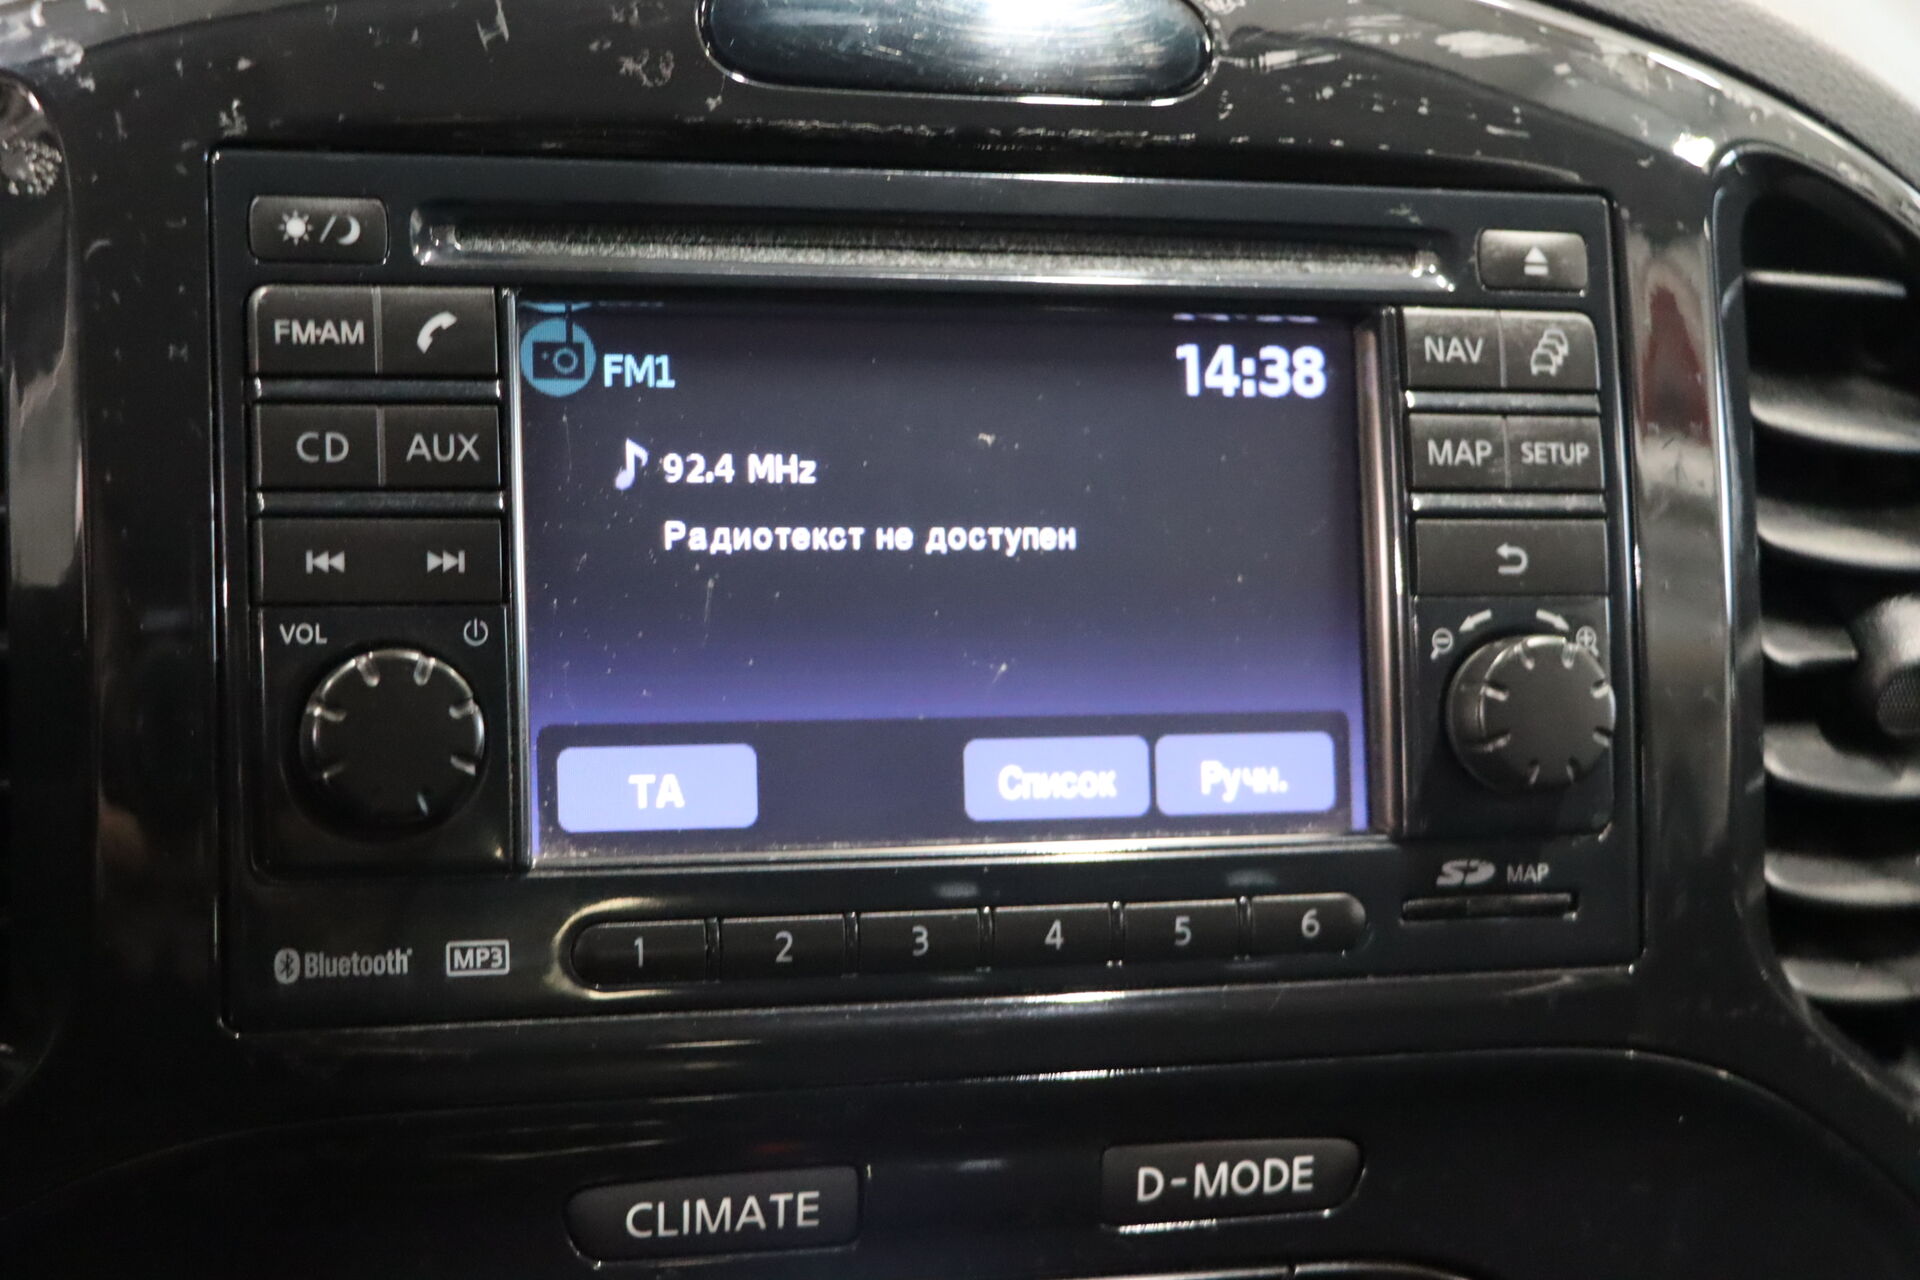 FM·AM
CD AUX
VOL
FM1 14:38
92.4 MHz
Радиотекст не доступен
TA Список Ручн.
NAV
MAP SETUP
SD MAP
Bluetooth MP3 1 2 3 4 5 6
CLIMATE D-MODE